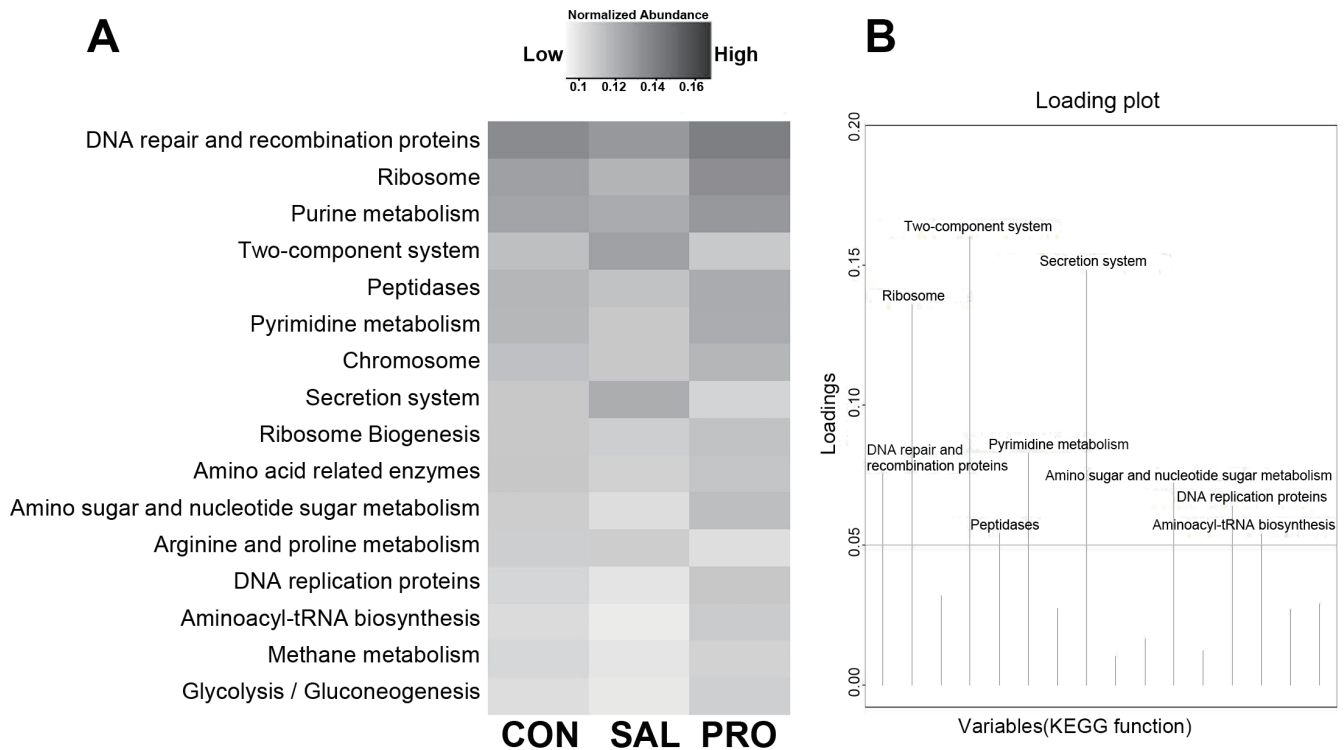 A
Normalized Abundance
Low
High
0.1 0.12 0.14 0.16
DNA repair and recombination proteins
Ribosome
Purine metabolism
Two-component system
Peptidases
Pyrimidine metabolism
Chromosome
Secretion system
Ribosome Biogenesis
Amino acid related enzymes
Amino sugar and nucleotide sugar metabolism
Arginine and proline metabolism
DNA replication proteins
Aminoacyl-tRNA biosynthesis
Methane metabolism
Glycolysis / Gluconeogenesis
CON SAL PRO
B
Loading plot
0.20
0.15
0.10
0.05
0.00
Loadings
Two-component system
Secretion system
Ribosome
Pyrimidine metabolism
DNA repair and
recombination proteins
Amino sugar and nucleotide sugar metabolism
DNA replication proteins
Peptidases
Aminoacyl-tRNA biosynthesis
Variables(KEGG function)